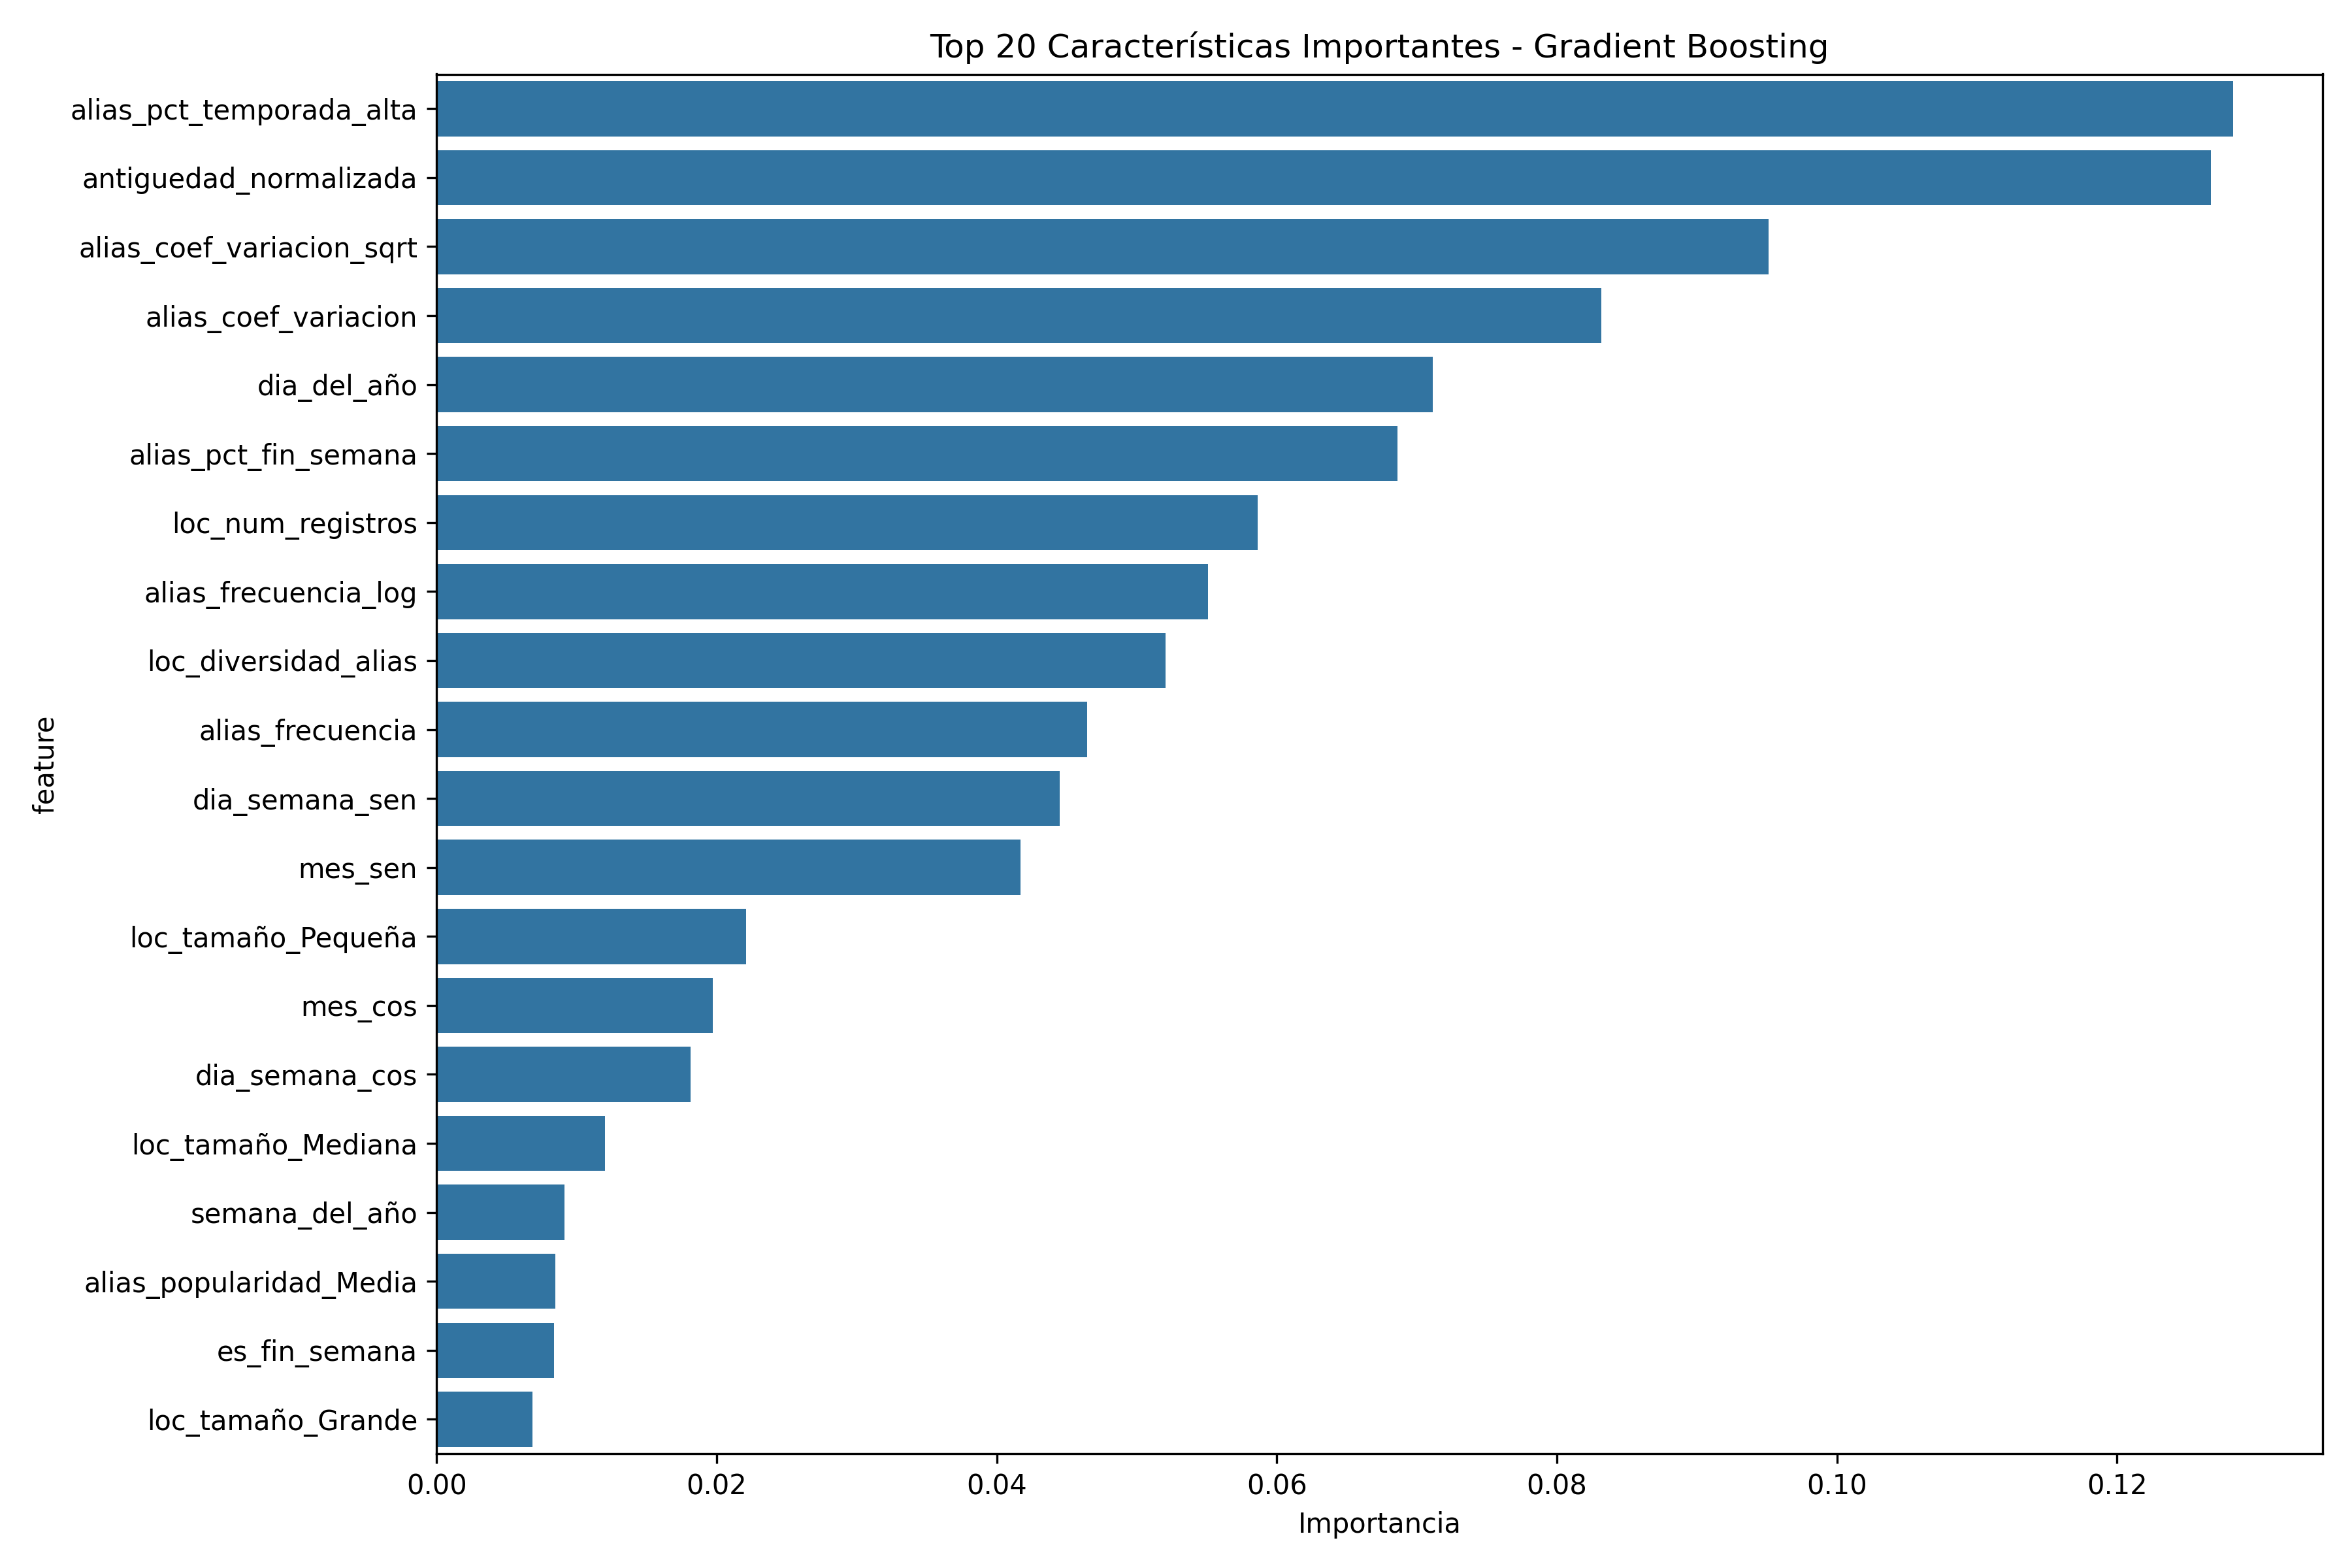 Top 20 Características Importantes - Gradient Boosting
alias_pct_temporada_alta
antiguedad_normalizada
alias_coef_variacion_sqrt
alias_coef_variacion
dia_del_año
alias_pct_fin_semana
loc_num_registros
alias_frecuencia_log
loc_diversidad_alias
alias_frecuencia
dia_semana_sen
mes_sen
loc_tamaño_Pequeña
mes_cos
dia_semana_cos
loc_tamaño_Mediana
semana_del_año
alias_popularidad_Media
es_fin_semana
loc_tamaño_Grande
feature
0.00 0.02 0.04 0.06 0.08 0.10 0.12
Importancia